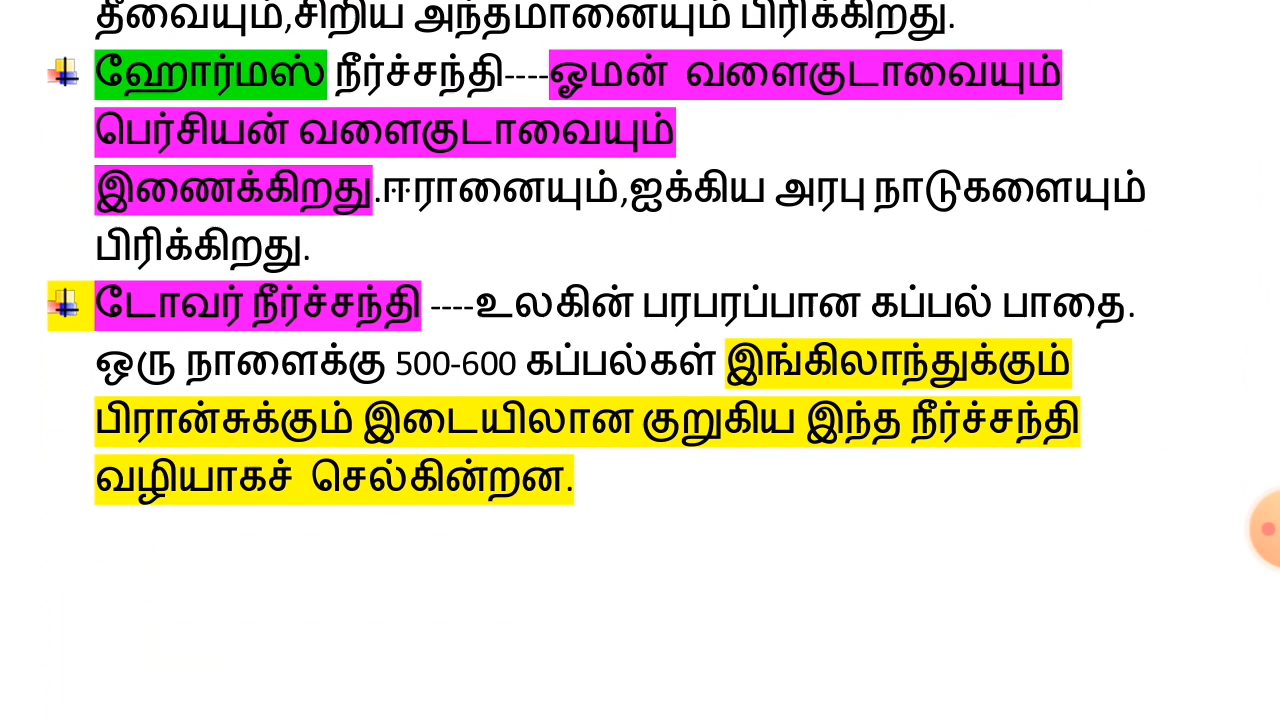 தீவையும்,சிறிய அந்தமானையும் பிரிக்கிறது.
ஹோர்மஸ் நீர்ச்சந்தி----ஓமன் வளைகுடாவையும்
பெர்சியன் வளைகுடாவையும்
இணைக்கிறது.ஈரானையும்,ஐக்கிய அரபு நாடுகளையும்
பிரிக்கிறது.
டோவர் நீர்ச்சந்தி ----உலகின் பரபரப்பான கப்பல் பாதை.
ஒரு நாளைக்கு 500-600 கப்பல்கள் இங்கிலாந்துக்கும்
பிரான்சுக்கும் இடையிலான குறுகிய இந்த நீர்ச்சந்தி
வழியாகச் செல்கின்றன.